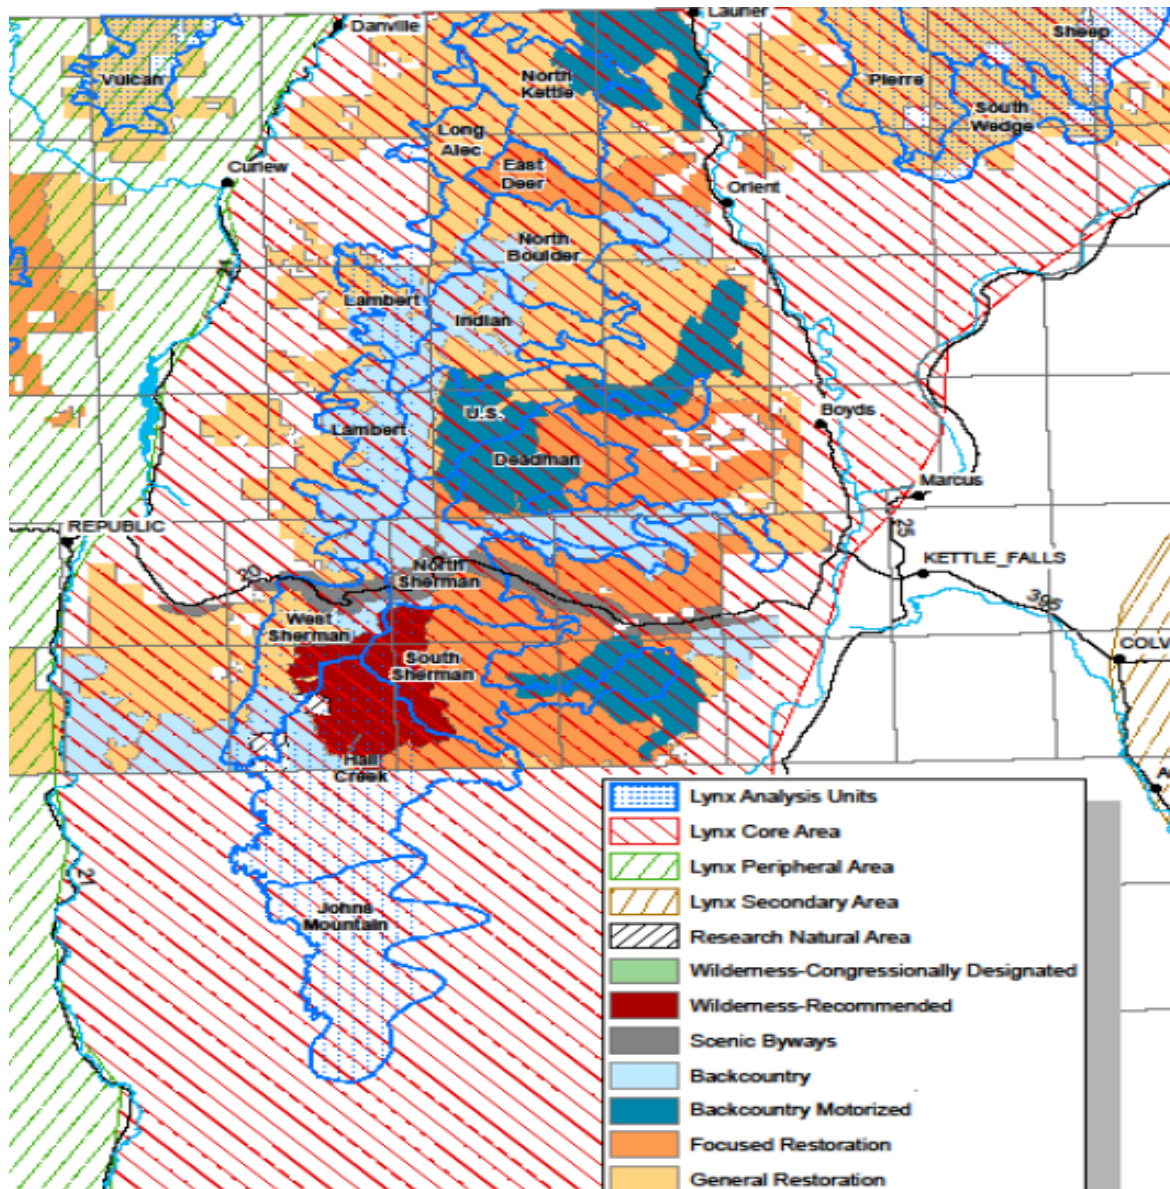 Danville
Laurier
Sheep
Vulcan
North
Kettle
Pierre
South
Wedge
Long
Alec
East
Deer
Curlew
Orient
North
Boulder
21
Lambert
Indian
U.S.
Boyds
Lambert
Deadman
Marcus
REPUBLIC
25
North
Sherman
KETTLE_FALLS
20
395
West
Sherman
South
Sherman
COLV
Hall
Creek
21
Johns
Mountain
Lynx Analysis Units
Lynx Core Area
Lynx Peripheral Area
Lynx Secondary Area
Research Natural Area
Wilderness-Congressionally Designated
Wilderness-Recommended
Scenic Byways
Backcountry
Backcountry Motorized
Focused Restoration
General Restoration